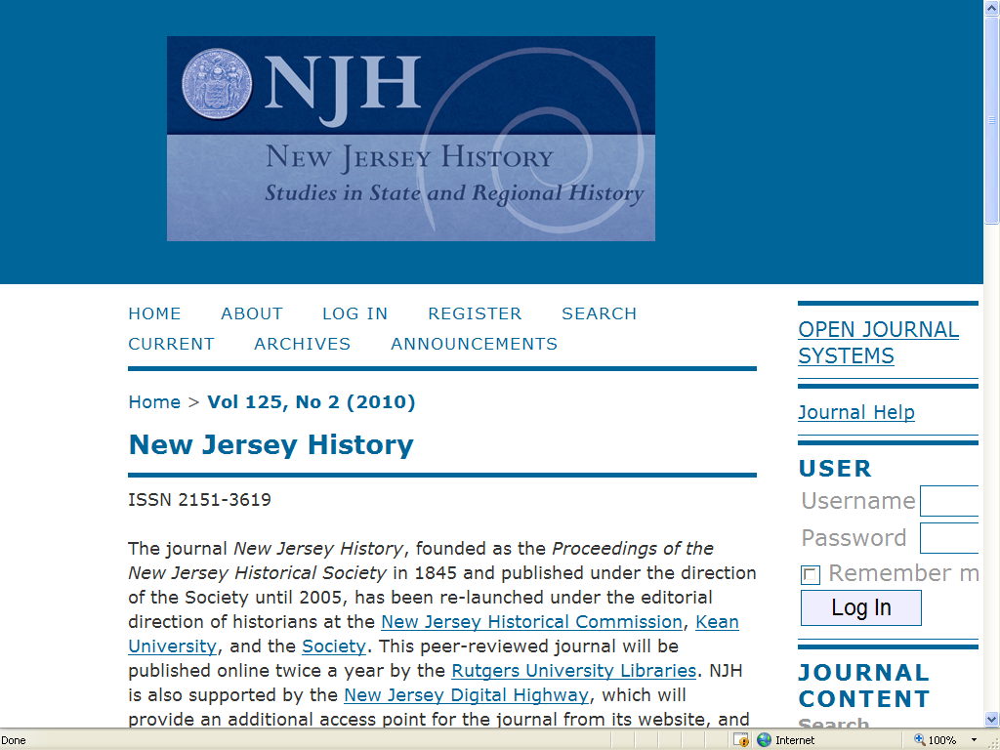 NJH
New Jersey History
Studies in State and Regional History
HOME ABOUT LOG IN REGISTER SEARCH
CURRENT ARCHIVES ANNOUNCEMENTS
Home > Vol 125, No 2 (2010)
New Jersey History
ISSN 2151-3619
The journal New Jersey History, founded as the Proceedings of the
New Jersey Historical Society in 1845 and published under the direction
of the Society until 2005, has been re-launched under the editorial
direction of historians at the New Jersey Historical Commission, Kean
University, and the Society. This peer-reviewed journal will be
published online twice a year by the Rutgers University Libraries. NJH
is also supported by the New Jersey Digital Highway, which will
provide an additional access point for the journal from its website, and
OPEN JOURNAL
SYSTEMS
Journal Help
USER
Username
Password
Remember m
Log In
JOURNAL
CONTENT
Search
Done Internet 100%